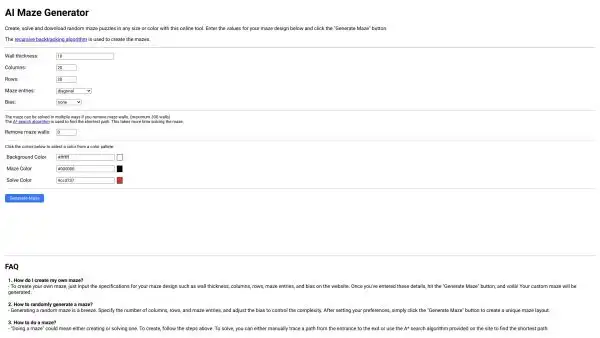 AI Maze Generator
Create, solve and download random maze puzzles in any size or color with this online tool. Enter the values for your maze design below and click the "Generate Maze" button.
The recursive backtracking algorithm is used to create the mazes.
Wall thickness: 10
Columns: 20
Rows:
Maze entries: diagonal
Bias: none
The maze can be solved in multiple ways if you remove maze walls. (maximum 300 walls)
The A* search algorithm is used to find the shortest path. This takes more time solving the maze.
Remove maze walls: 0
Click the colors below to select a color from a color pallete:
Background Color #ffffff
Maze Color #000000
Solve Color
Generate Maze
FAQ
1. How do I create my own maze?
- To create your own maze, just input the specifications for your maze design such as wall thickness, columns, rows, maze entries, and bias on the website. Once you've entered these details, hit the "Generate Maze" button, and voilà! Your custom maze will be
generated.
2. How to randomly generate a maze?
- Generating a random maze is a breeze. Specify the number of columns, rows, and maze entries, and adjust the bias to control the complexity. After setting your preferences, simply click the "Generate Maze" button to create a unique maze layout.
3. How to do a maze?
- "Doing a maze" could mean either creating or solving one. To create, follow the steps above. To solve, you can either manually trace a path from the entrance to the exit or use the A* search algorithm provided on the site to find the shortest path.